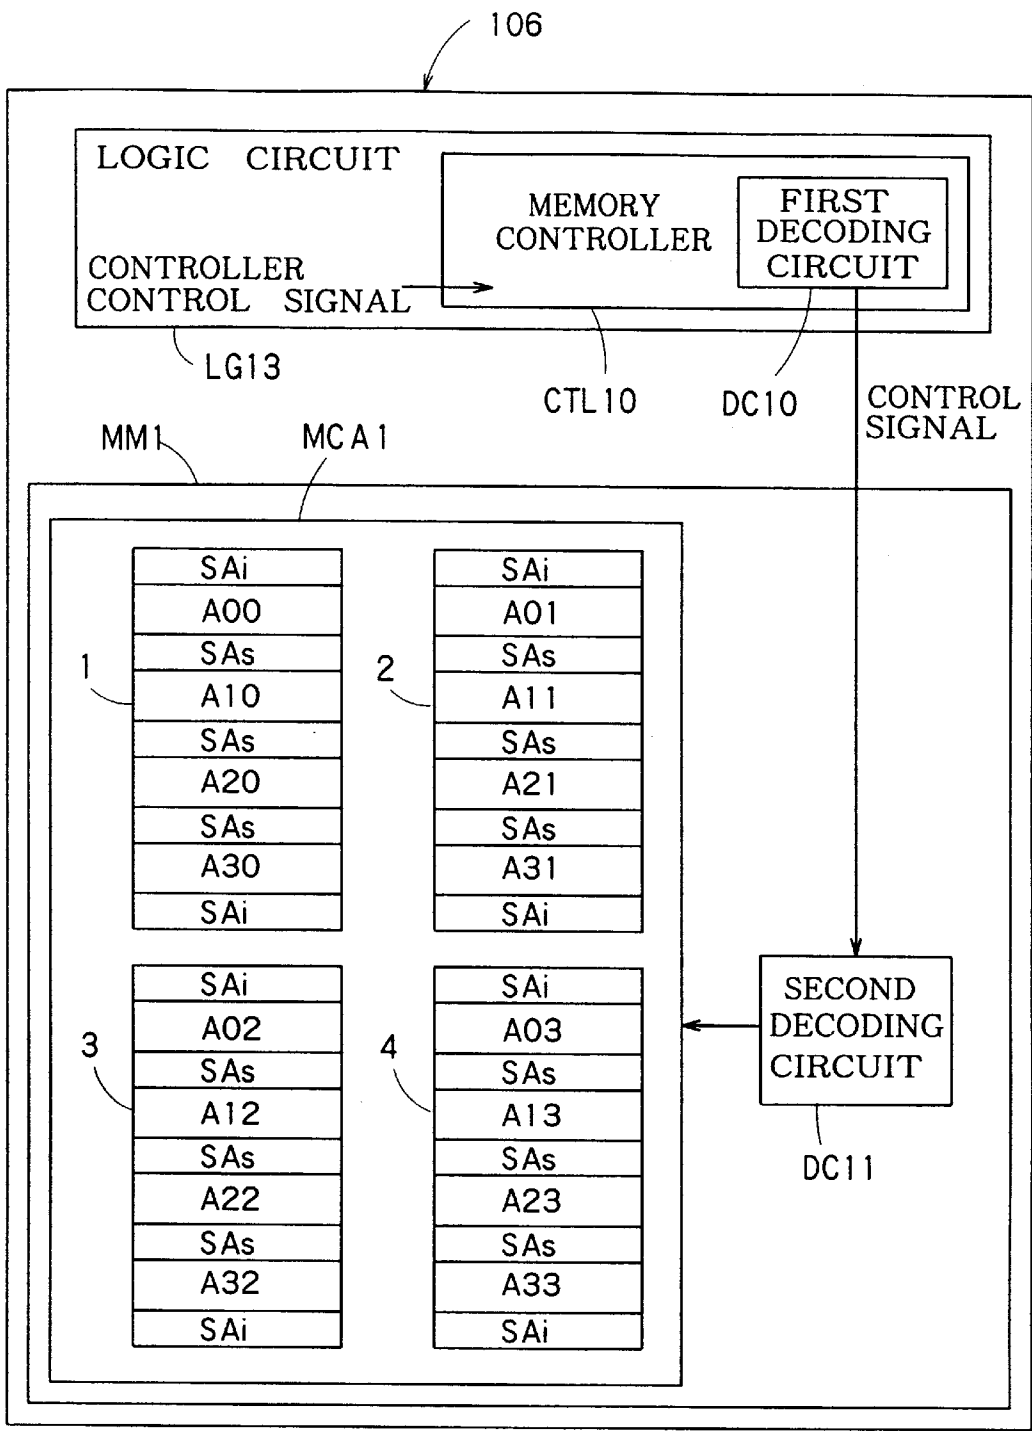 106
LOGIC CIRCUIT
MEMORY
CONTROLLER
FIRST
DECODING
CIRCUIT
CONTROLLER
CONTROL SIGNAL
LG13
CTL10
DC10
CONTROL
SIGNAL
MM1
MCA1
1
SAi
A00
SAs
A10
SAs
A20
SAs
A30
SAi
2
SAi
A01
SAs
A11
SAs
A21
SAs
A31
SAi
3
SAi
A02
SAs
A12
SAs
A22
SAs
A32
SAi
4
SAi
A03
SAs
A13
SAs
A23
SAs
A33
SAi
SECOND
DECODING
CIRCUIT
DC11